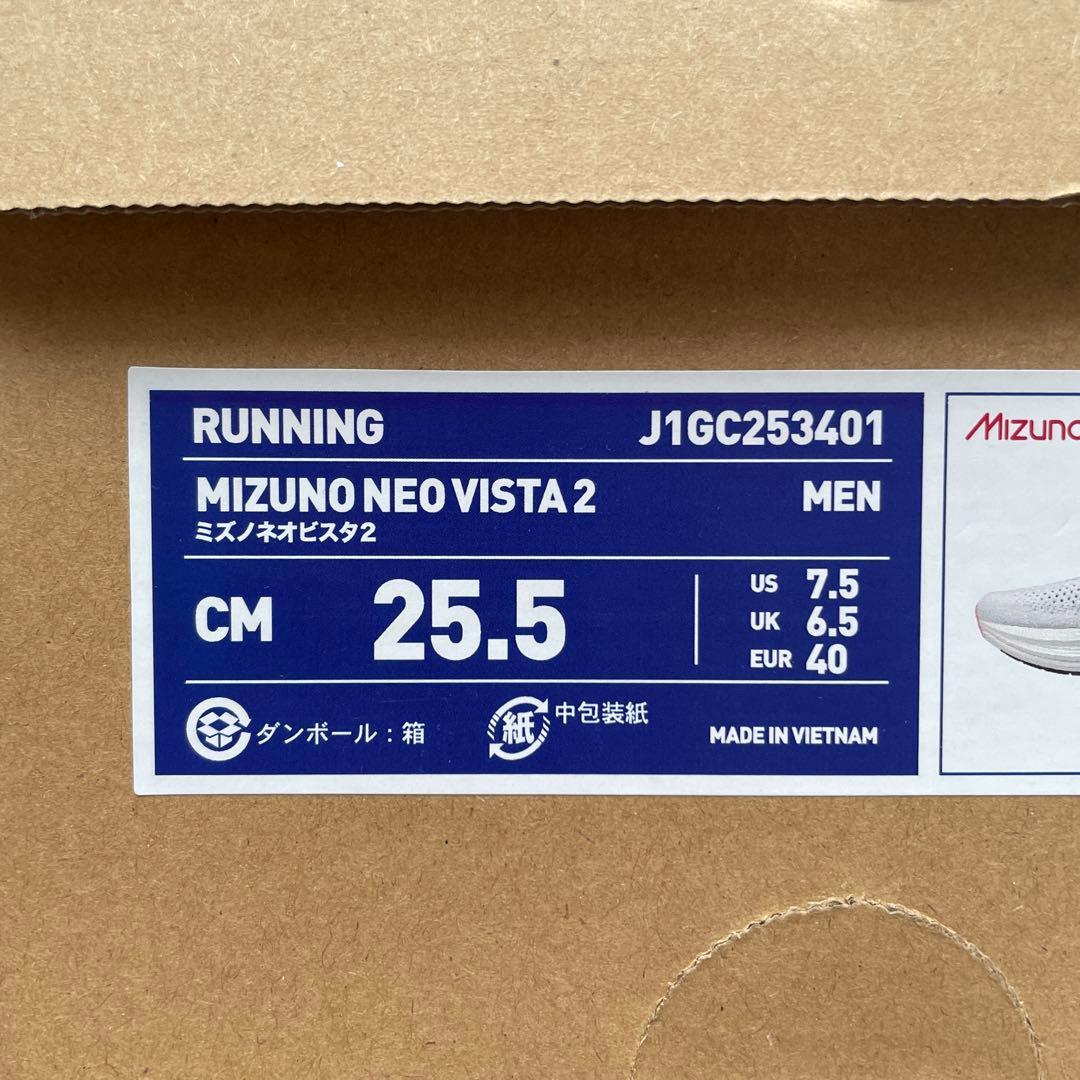 RUNNING
J1GC253401
MIZUNO NEO VISTA 2
MEN
ミズノネオビスタ2
CM 25.5
US 7.5
UK 6.5
EUR 40
ダンボール：箱
紙 中包装紙
MADE IN VIETNAM
MIZUNO